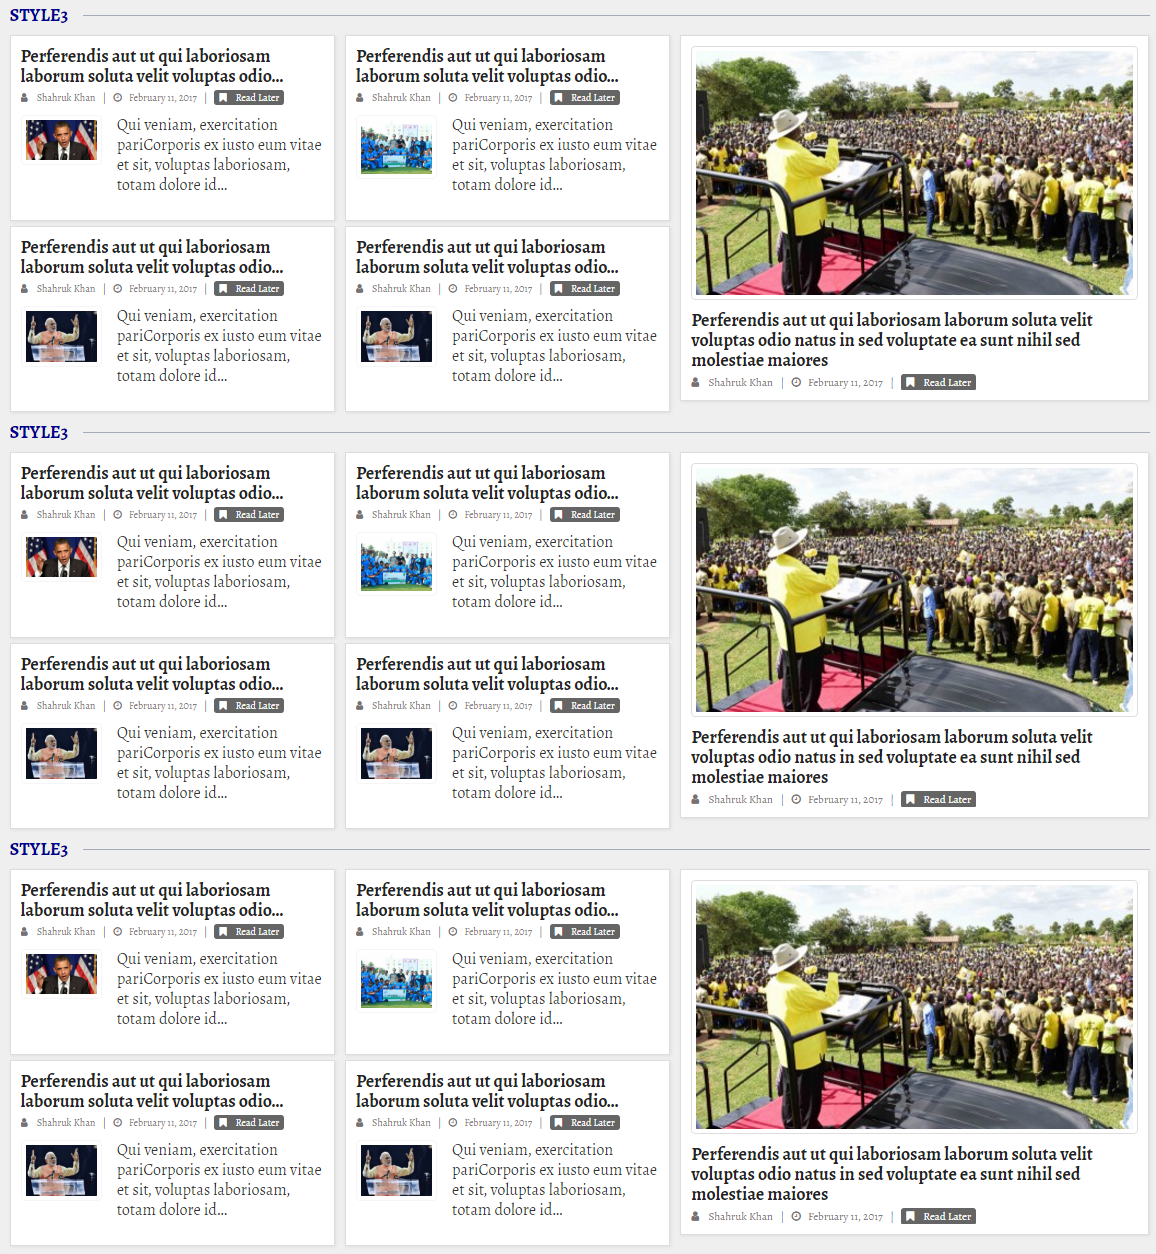 STYLE3
Perferendis aut ut qui laboriosam
laborum soluta velit voluptas odio...
Shahruk Khan | February 11, 2017 | Read Later
Qui veniam, exercitation
pariCorporis ex iusto eum vitae
et sit, voluptas laboriosam,
totam dolore id...
Perferendis aut ut qui laboriosam
laborum soluta velit voluptas odio...
Shahruk Khan | February 11, 2017 | Read Later
Qui veniam, exercitation
pariCorporis ex iusto eum vitae
et sit, voluptas laboriosam,
totam dolore id...
Perferendis aut ut qui laboriosam
laborum soluta velit voluptas odio...
Shahruk Khan | February 11, 2017 | Read Later
Qui veniam, exercitation
pariCorporis ex iusto eum vitae
et sit, voluptas laboriosam,
totam dolore id...
Perferendis aut ut qui laboriosam
laborum soluta velit voluptas odio...
Shahruk Khan | February 11, 2017 | Read Later
Qui veniam, exercitation
pariCorporis ex iusto eum vitae
et sit, voluptas laboriosam,
totam dolore id...
Perferendis aut ut qui laboriosam laborum soluta velit
voluptas odio natus in sed voluptate ea sunt nihil sed
molestiae maiores
Shahruk Khan | February 11, 2017 | Read Later
STYLE3
Perferendis aut ut qui laboriosam
laborum soluta velit voluptas odio...
Shahruk Khan | February 11, 2017 | Read Later
Qui veniam, exercitation
pariCorporis ex iusto eum vitae
et sit, voluptas laboriosam,
totam dolore id...
Perferendis aut ut qui laboriosam
laborum soluta velit voluptas odio...
Shahruk Khan | February 11, 2017 | Read Later
Qui veniam, exercitation
pariCorporis ex iusto eum vitae
et sit, voluptas laboriosam,
totam dolore id...
Perferendis aut ut qui laboriosam
laborum soluta velit voluptas odio...
Shahruk Khan | February 11, 2017 | Read Later
Qui veniam, exercitation
pariCorporis ex iusto eum vitae
et sit, voluptas laboriosam,
totam dolore id...
Perferendis aut ut qui laboriosam
laborum soluta velit voluptas odio...
Shahruk Khan | February 11, 2017 | Read Later
Qui veniam, exercitation
pariCorporis ex iusto eum vitae
et sit, voluptas laboriosam,
totam dolore id...
Perferendis aut ut qui laboriosam laborum soluta velit
voluptas odio natus in sed voluptate ea sunt nihil sed
molestiae maiores
Shahruk Khan | February 11, 2017 | Read Later
STYLE3
Perferendis aut ut qui laboriosam
laborum soluta velit voluptas odio...
Shahruk Khan | February 11, 2017 | Read Later
Qui veniam, exercitation
pariCorporis ex iusto eum vitae
et sit, voluptas laboriosam,
totam dolore id...
Perferendis aut ut qui laboriosam
laborum soluta velit voluptas odio...
Shahruk Khan | February 11, 2017 | Read Later
Qui veniam, exercitation
pariCorporis ex iusto eum vitae
et sit, voluptas laboriosam,
totam dolore id...
Perferendis aut ut qui laboriosam
laborum soluta velit voluptas odio...
Shahruk Khan | February 11, 2017 | Read Later
Qui veniam, exercitation
pariCorporis ex iusto eum vitae
et sit, voluptas laboriosam,
totam dolore id...
Perferendis aut ut qui laboriosam
laborum soluta velit voluptas odio...
Shahruk Khan | February 11, 2017 | Read Later
Qui veniam, exercitation
pariCorporis ex iusto eum vitae
et sit, voluptas laboriosam,
totam dolore id...
Perferendis aut ut qui laboriosam laborum soluta velit
voluptas odio natus in sed voluptate ea sunt nihil sed
molestiae maiores
Shahruk Khan | February 11, 2017 | Read Later